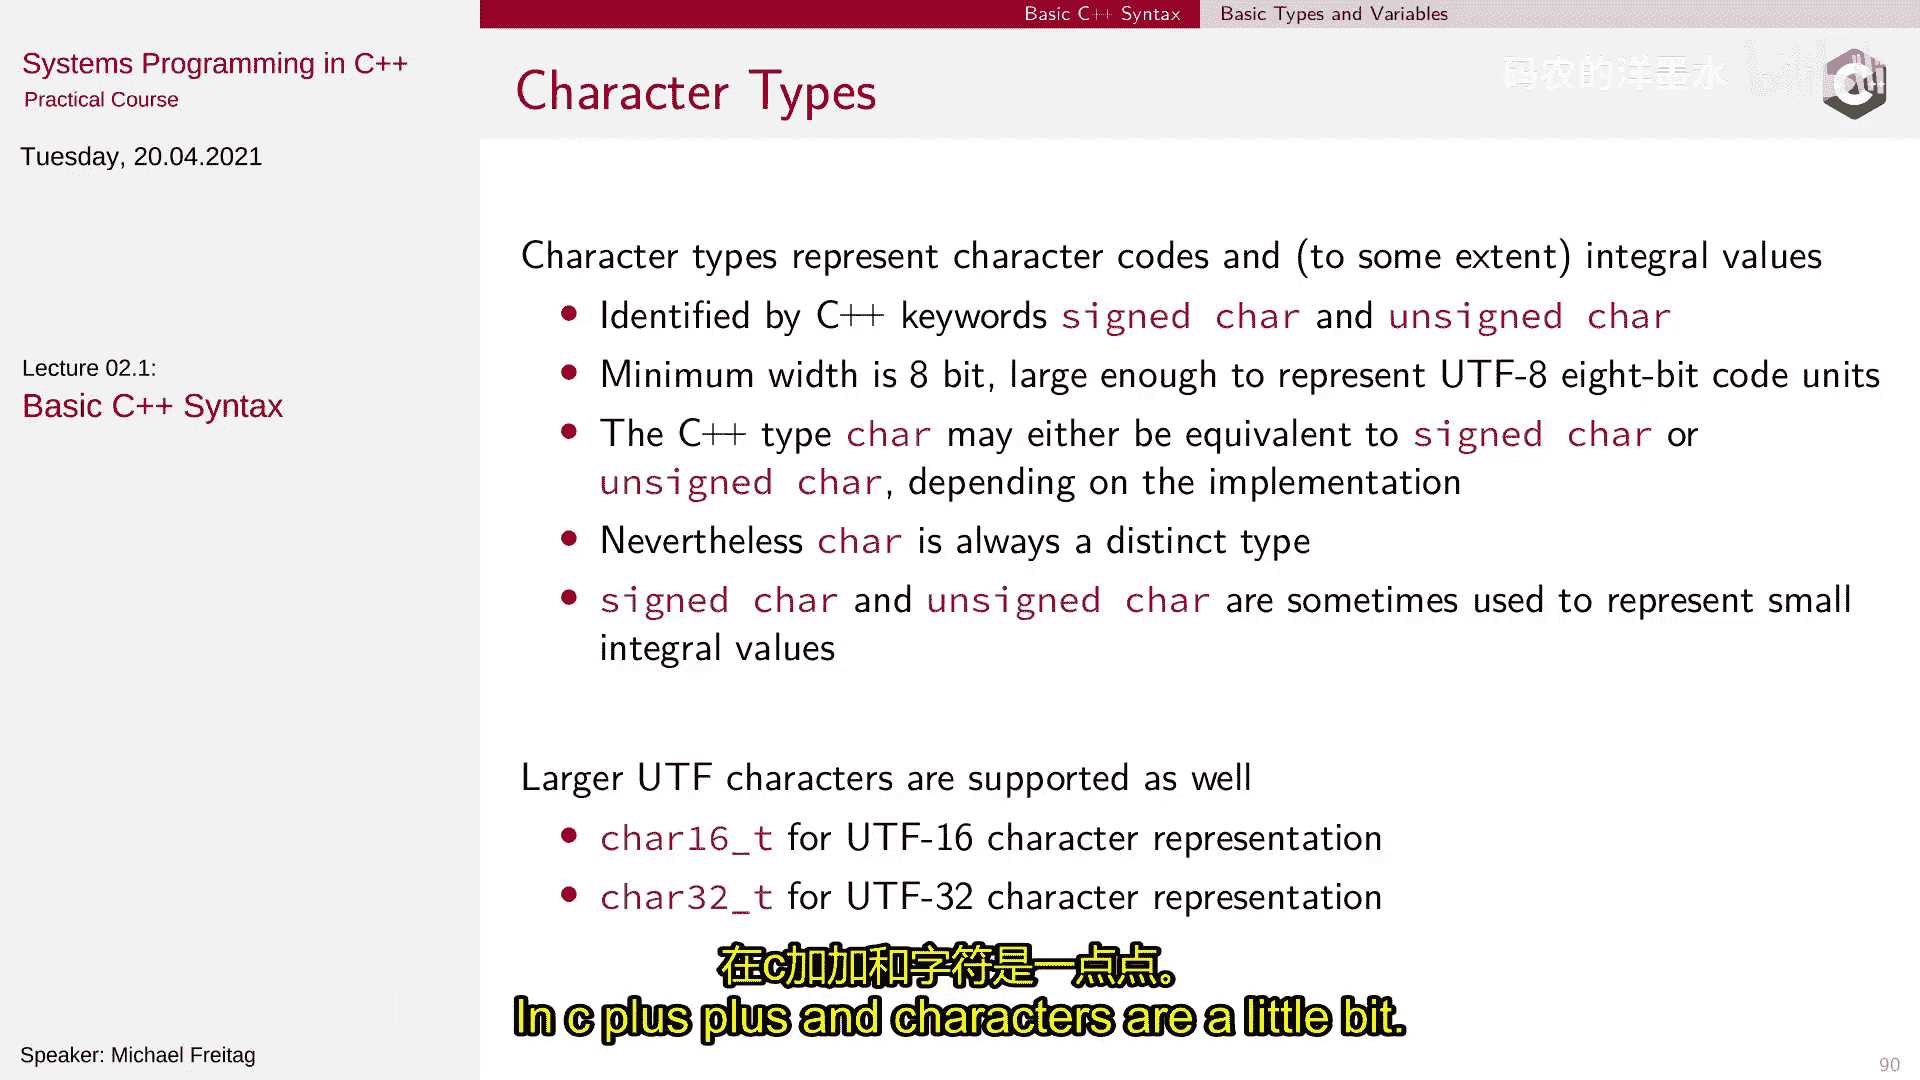 Basic C++ Syntax
Basic Types and Variables
Systems Programming in C++
Practical Course
Tuesday, 20.04.2021
Lecture 02.1:
Basic C++ Syntax
Speaker: Michael Freitag
Character Types
码农的洋墨水
Character types represent character codes and (to some extent) integral values
• Identified by C++ keywords signed char and unsigned char
• Minimum width is 8 bit, large enough to represent UTF-8 eight-bit code units
• The C++ type char may either be equivalent to signed char or
unsigned char, depending on the implementation
• Nevertheless char is always a distinct type
• signed char and unsigned char are sometimes used to represent small
integral values
Larger UTF characters are supported as well
• char16_t for UTF-16 character representation
• char32_t for UTF-32 character representation
在c加加和字符是一点点。
In c plus plus and characters are a little bit.
90